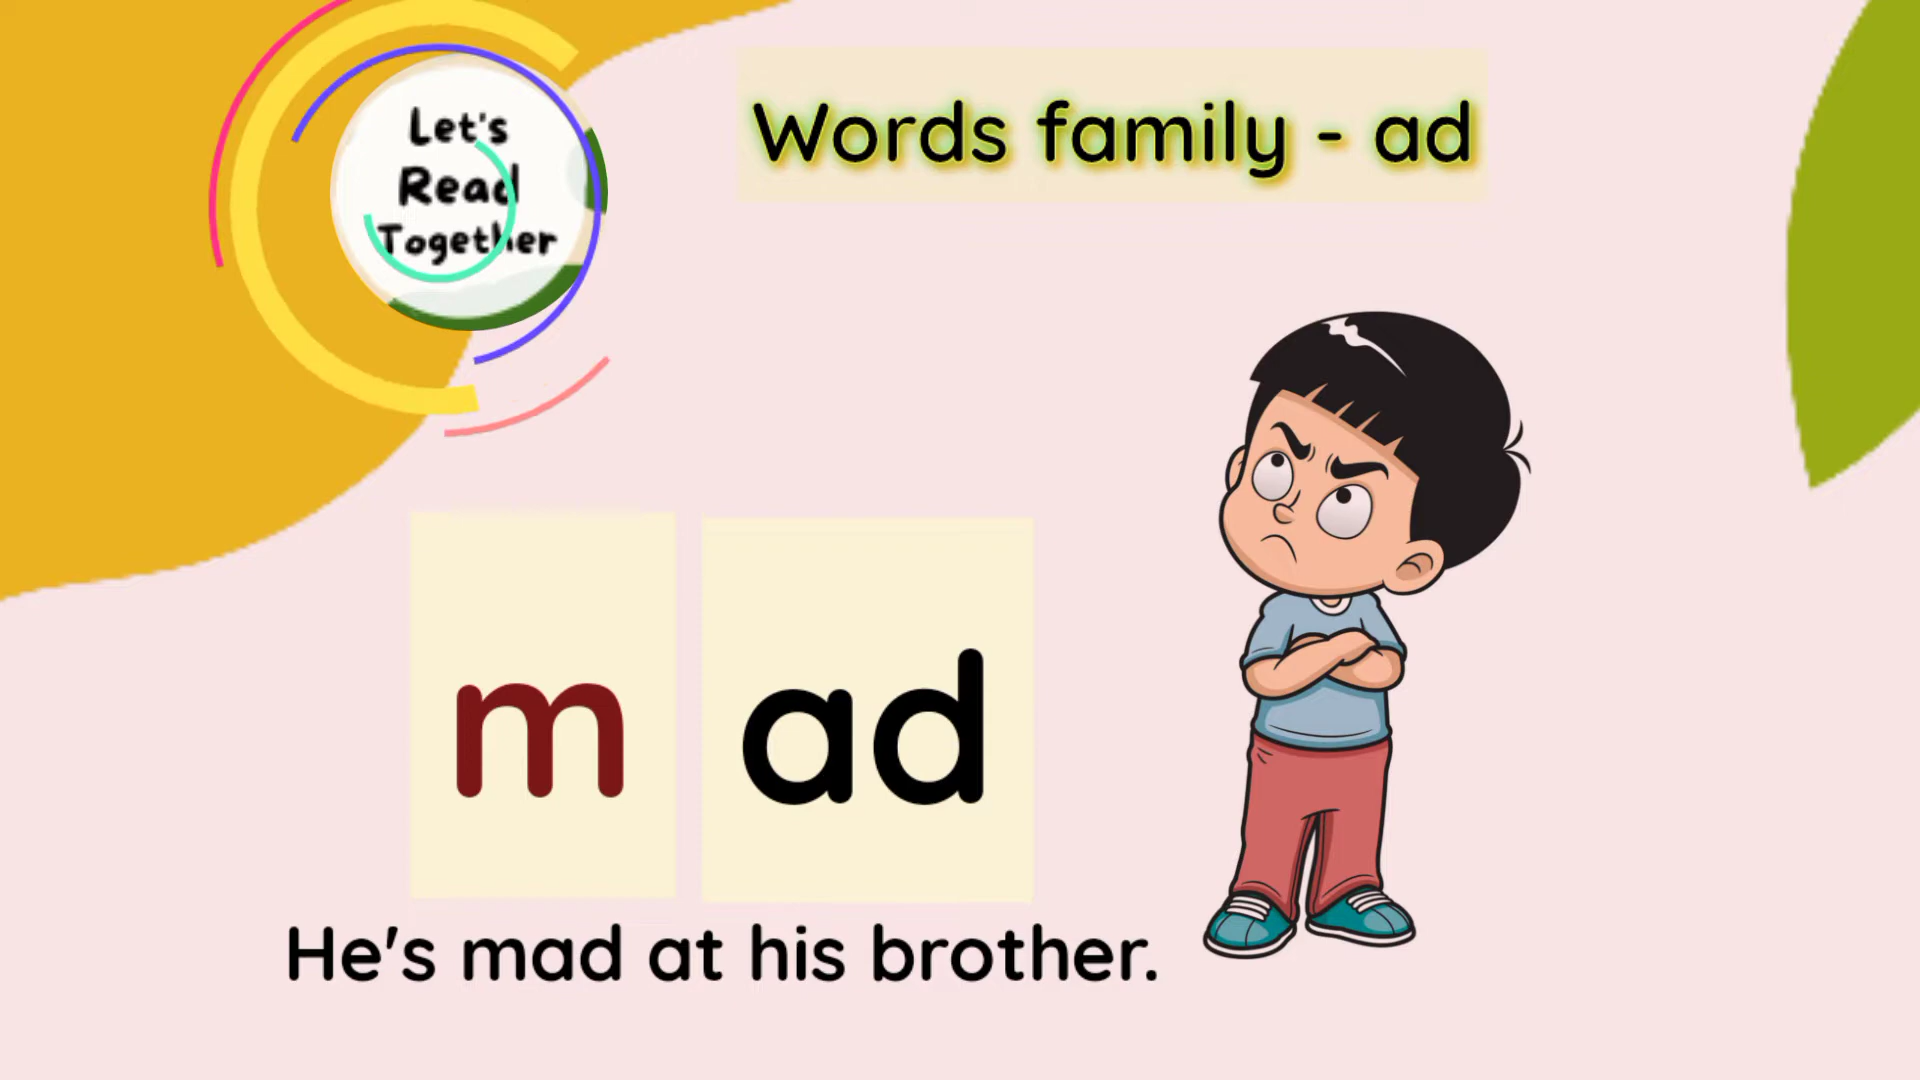 Let's
Read
Together
Words family - ad
m ad
He's mad at his brother.